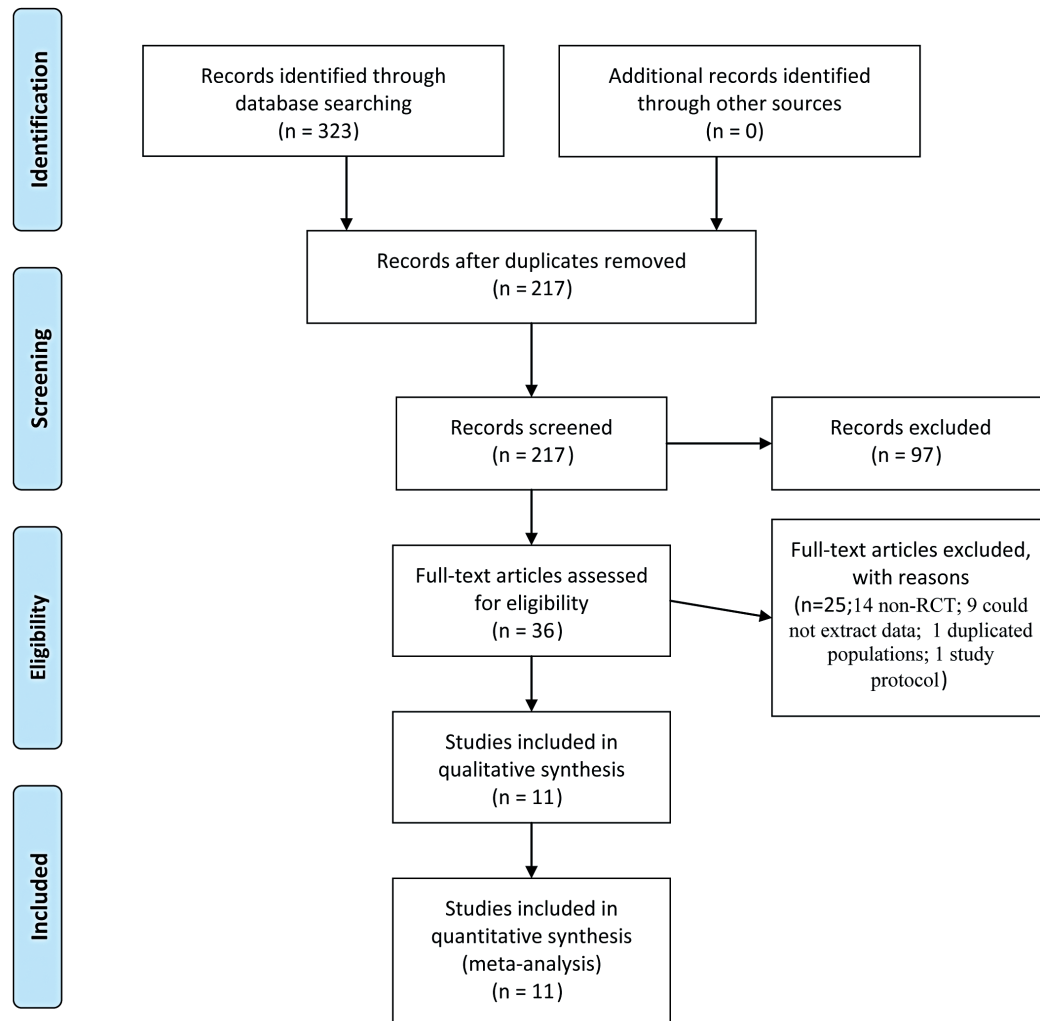 Identification
Records identified through
database searching
(n = 323)
Additional records identified
through other sources
(n = 0)
Records after duplicates removed
(n = 217)
Screening
Records screened
(n = 217)
Records excluded
(n = 97)
Eligibility
Full-text articles assessed
for eligibility
(n = 36)
Full-text articles excluded,
with reasons
(n=25;14 non-RCT; 9 could
not extract data; 1 duplicated
populations; 1 study
protocol)
Studies included in
qualitative synthesis
(n = 11)
Included
Studies included in
quantitative synthesis
(meta-analysis)
(n = 11)